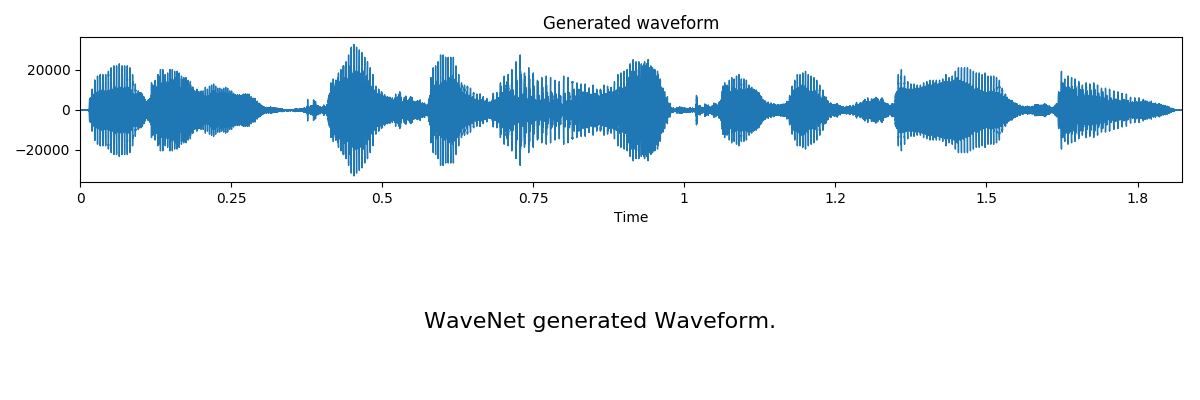 Generated waveform
20000
0
−20000
0 0.25 0.5 0.75 1 1.2 1.5 1.8
Time
WaveNet generated Waveform.